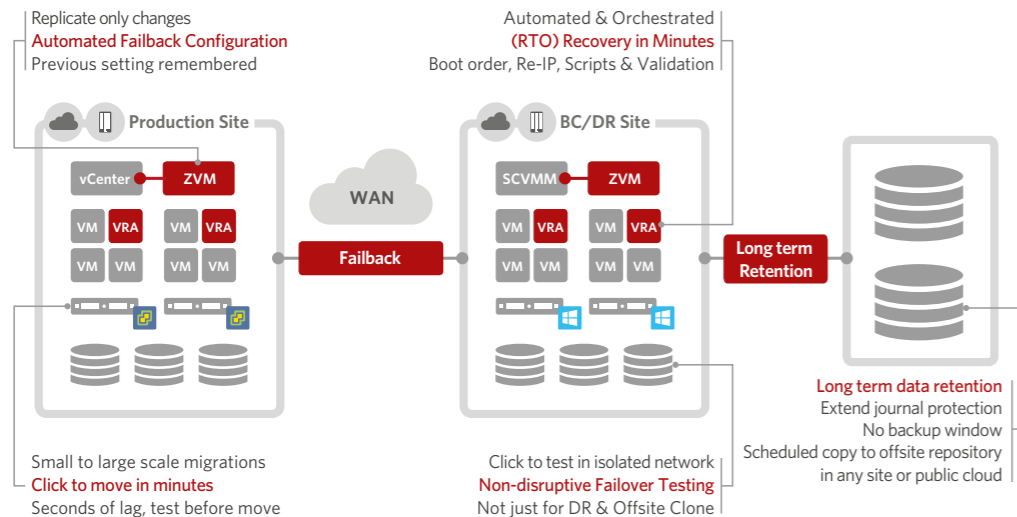 Replicate only changes
Automated Failback Configuration
Previous setting remembered
Automated & Orchestrated
(RTO) Recovery in Minutes
Boot order, Re-IP, Scripts & Validation
Production Site
vCenter
ZVM
VM
VRA
VM
VRA
VM
VM
VM
VM
WAN
Failback
BC/DR Site
SCVMM
ZVM
VM
VRA
VM
VRA
VM
VM
VM
VM
Long term
Retention
Small to large scale migrations
Click to move in minutes
Seconds of lag, test before move
Click to test in isolated network
Non-disruptive Failover Testing
Not just for DR & Offsite Clone
Long term data retention
Extend journal protection
No backup window
Scheduled copy to offsite repository
in any site or public cloud